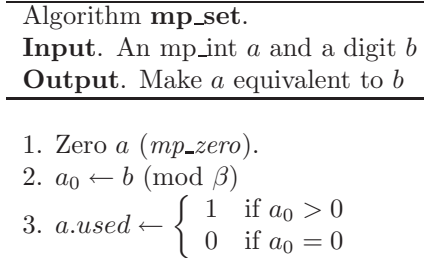 Algorithm mp_set.
Input. An mp_int a and a digit b
Output. Make a equivalent to b
1. Zero a (mp_zero).
2. a₀ ← b (mod β)
3. a.used ← { 1 if a₀ > 0
0 if a₀ = 0